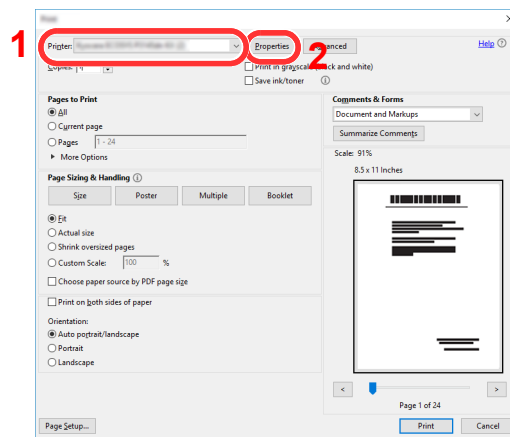 1
2
Printer:
Properties
Advanced
Help
Copies:
Print in grayscale (black and white)
Save ink/toner
Pages to Print
All
Current page
Pages
1 - 24
More Options
Page Sizing & Handling
Size
Poster
Multiple
Booklet
Fit
Actual size
Shrink oversized pages
Custom Scale:
100
%
Choose paper source by PDF page size
Print on both sides of paper
Orientation:
Auto portrait/landscape
Portrait
Landscape
Comments & Forms
Document and Markups
Summarize Comments
Scale: 91%
8.5 x 11 Inches
<
>
Page 1 of 24
Page Setup...
Print
Cancel